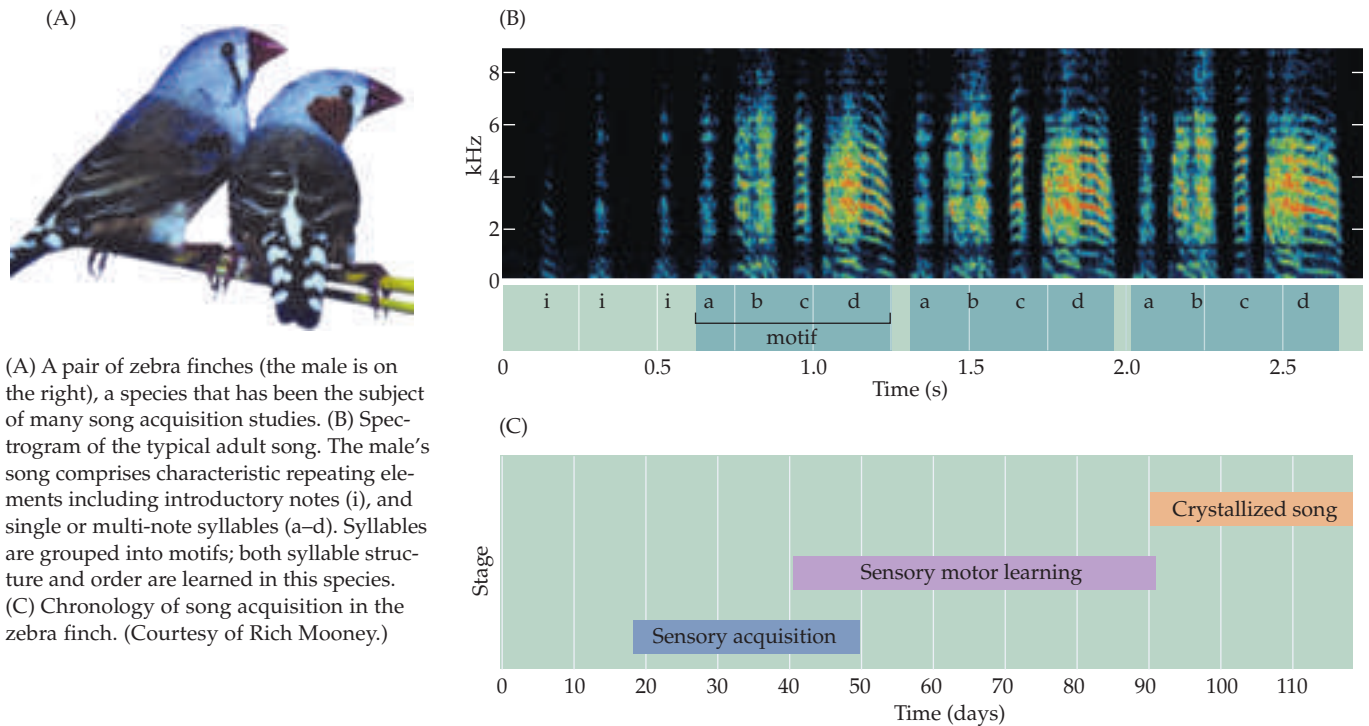 (A)
(A) A pair of zebra finches (the male is on
the right), a species that has been the subject
of many song acquisition studies. (B) Spec-
trogram of the typical adult song. The male's
song comprises characteristic repeating ele-
ments including introductory notes (i), and
single or multi-note syllables (a–d). Syllables
are grouped into motifs; both syllable struc-
ture and order are learned in this species.
(C) Chronology of song acquisition in the
zebra finch. (Courtesy of Rich Mooney.)
(B)
8
6
4
2
0
kHz
i i i a b c d a b c d a b c d
motif
0 0.5 1.0 1.5 2.0 2.5
Time (s)
(C)
Stage
Crystallized song
Sensory motor learning
Sensory acquisition
0 10 20 30 40 50 60 70 80 90 100 110
Time (days)